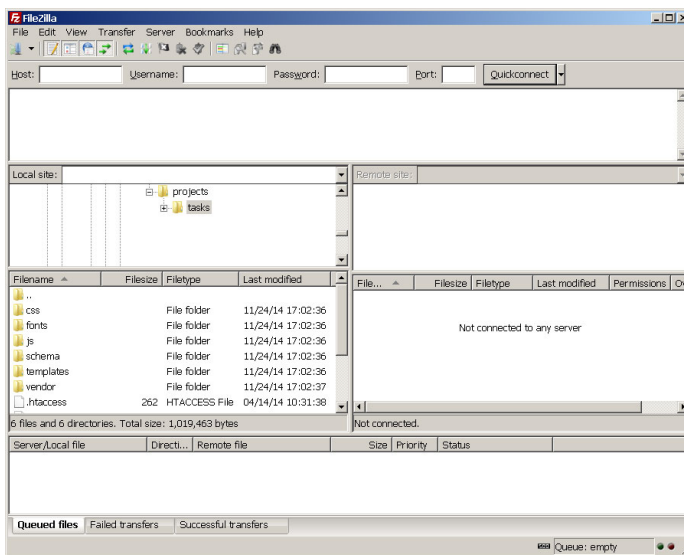 FileZilla
File Edit View Transfer Server Bookmarks Help
Host: Username: Password: Port: Quickconnect
Local site: Remote site:
projects
tasks
Filename Filesize Filetype Last modified
..
css File folder 11/24/14 17:02:36
fonts File folder 11/24/14 17:02:36
js File folder 11/24/14 17:02:36
schema File folder 11/24/14 17:02:36
templates File folder 11/24/14 17:02:36
vendor File folder 11/24/14 17:02:37
.htaccess 262 HTACCESS File 04/14/14 10:31:38
6 files and 6 directories. Total size: 1,019,463 bytes
File... Filesize Filetype Last modified Permissions Ov
Not connected to any server
Not connected.
Server/Local file Directi... Remote file Size Priority Status
Queued files Failed transfers Successful transfers
Queue: empty